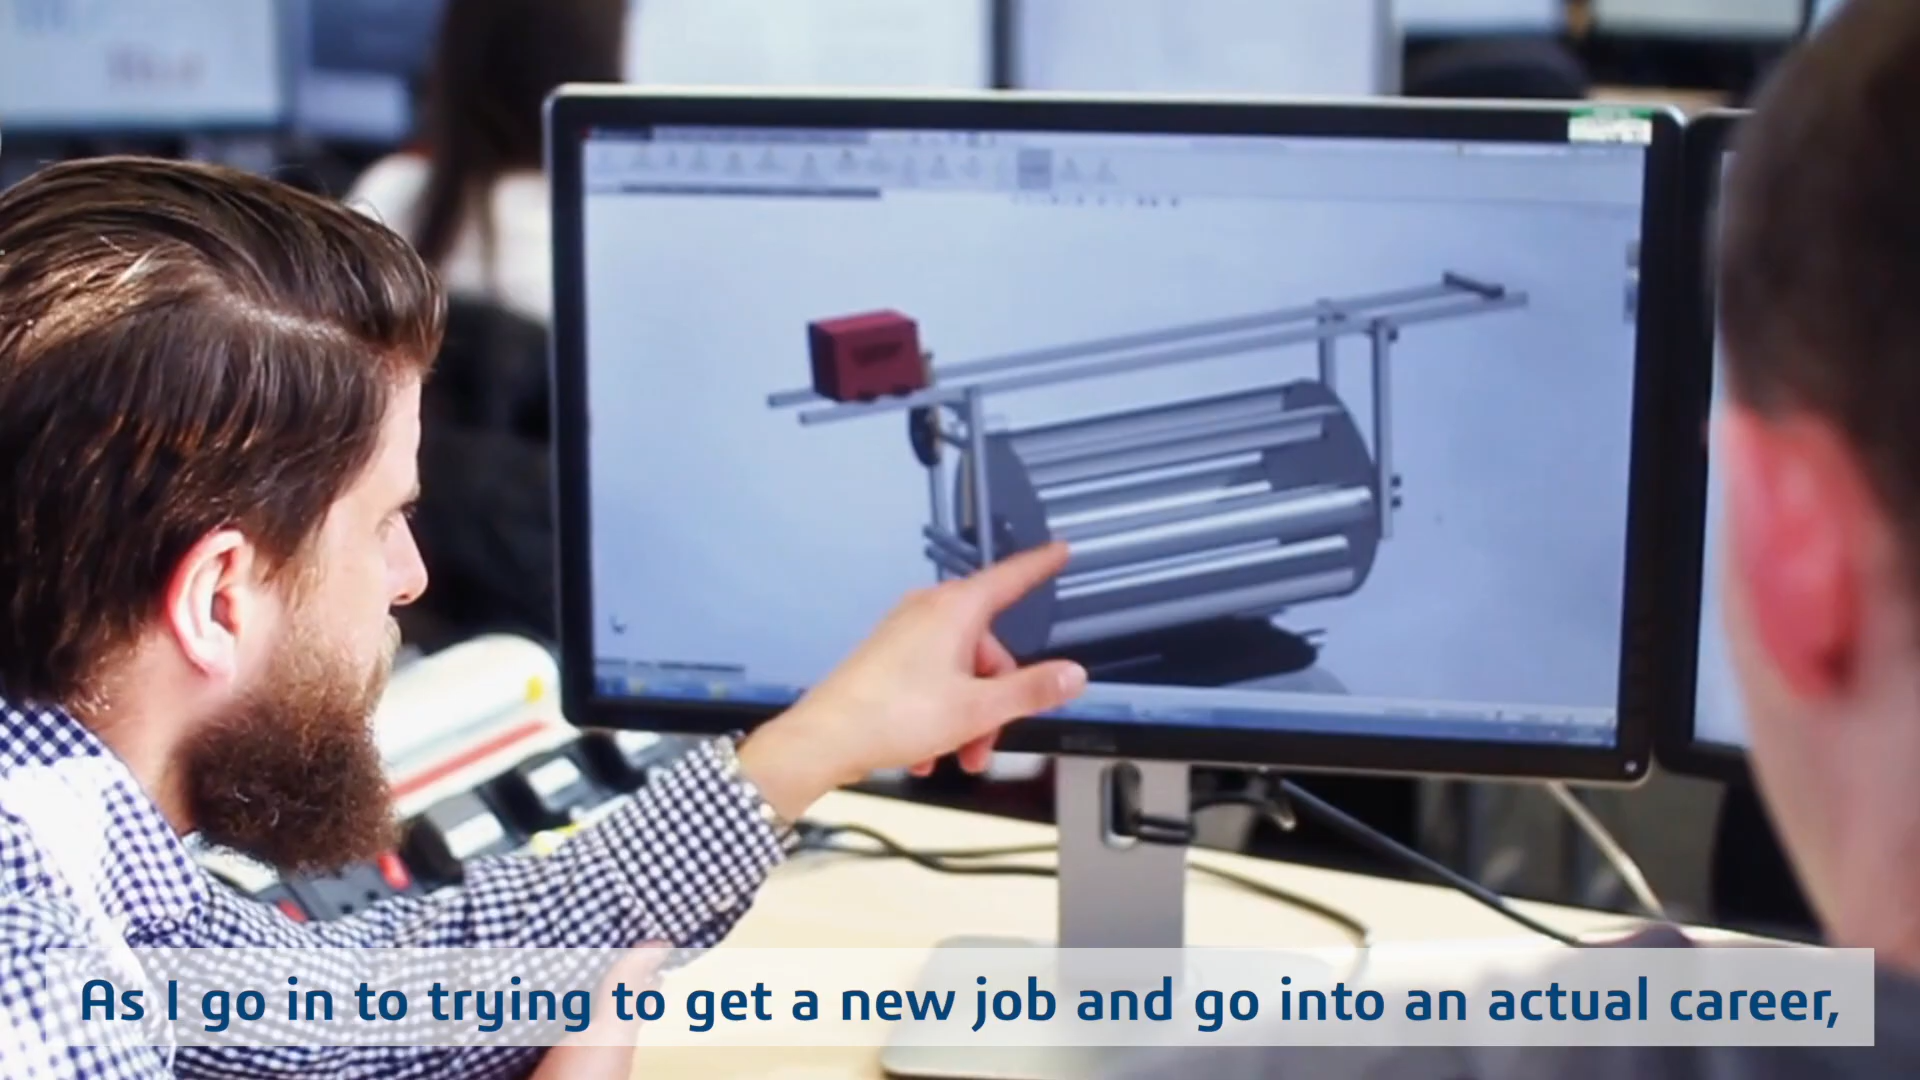 As I go in to trying to get a new job and go into an actual career,